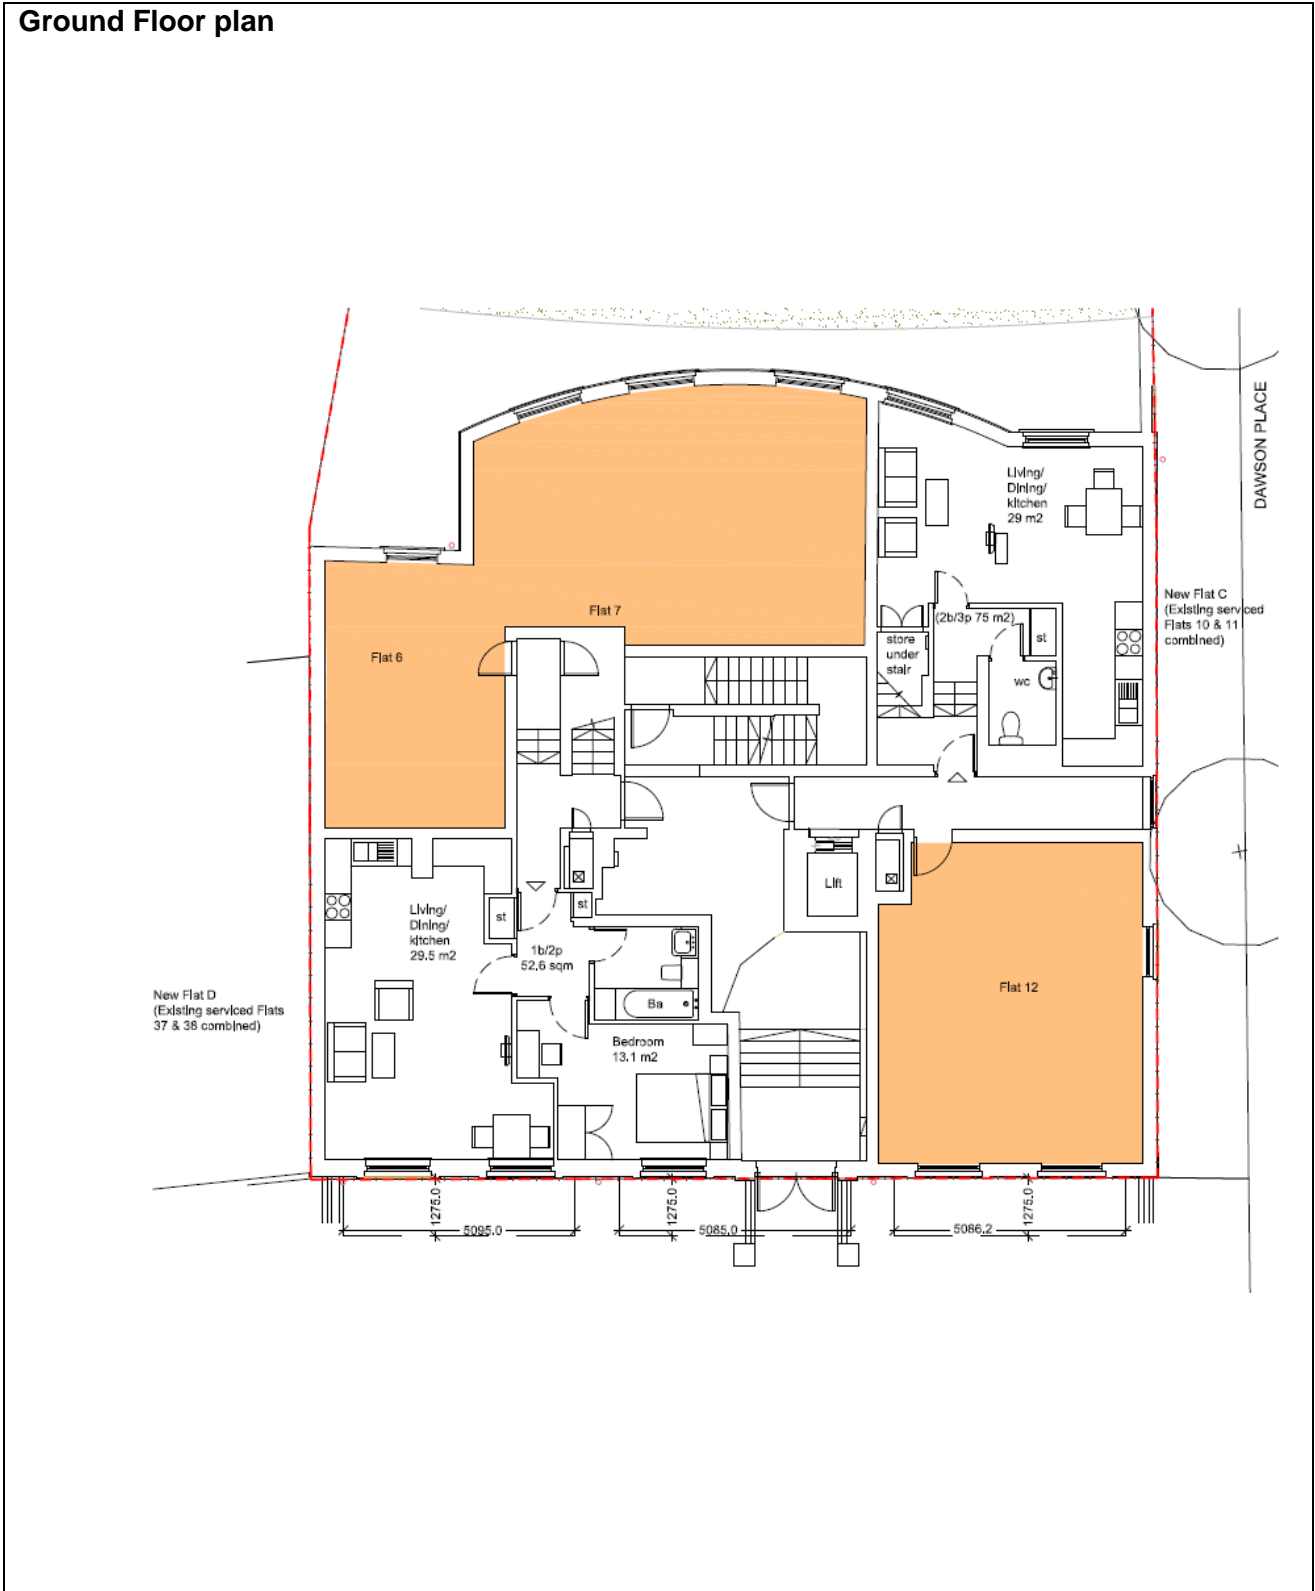 Ground Floor plan
DAWSON PLACE
Living/
Dining/
kitchen
29 m2
New Flat C
(Existing serviced
Flats 10 & 11
combined)
Flat 7
(2b/3p 75 m2)
store
under
stair
st
wc
Flat 6
Lift
Living/
Dining/
kitchen
29.5 m2
st
st
1b/2p
52.6 sqm
Flat 12
New Flat D
(Existing serviced Flats
37 & 38 combined)
Ba
Bedroom
13.1 m2
1275.0
1275.0
1275.0
5095.0
5085.0
5086.2